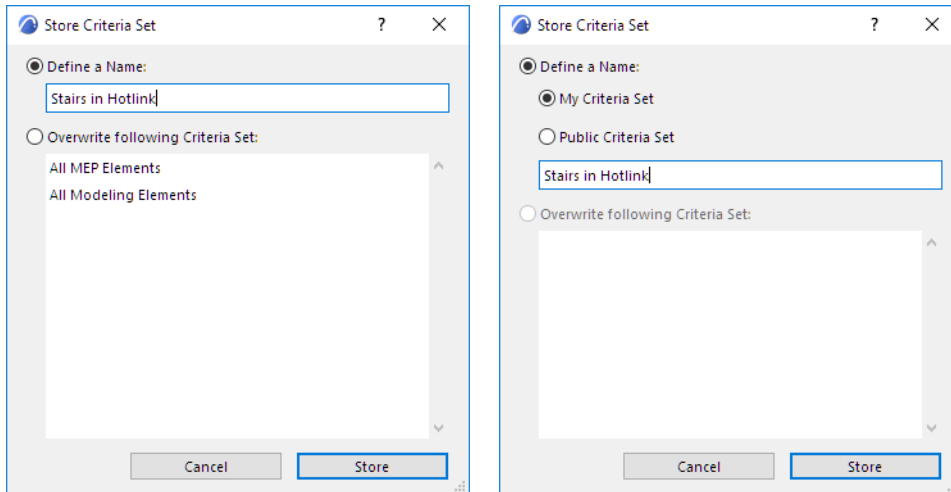 Store Criteria Set ?
Define a Name:
Stairs in Hotlink
Overwrite following Criteria Set:
All MEP Elements
All Modeling Elements
Cancel Store
Store Criteria Set ?
Define a Name:
My Criteria Set
Public Criteria Set
Stairs in Hotlink
Overwrite following Criteria Set:
Cancel Store